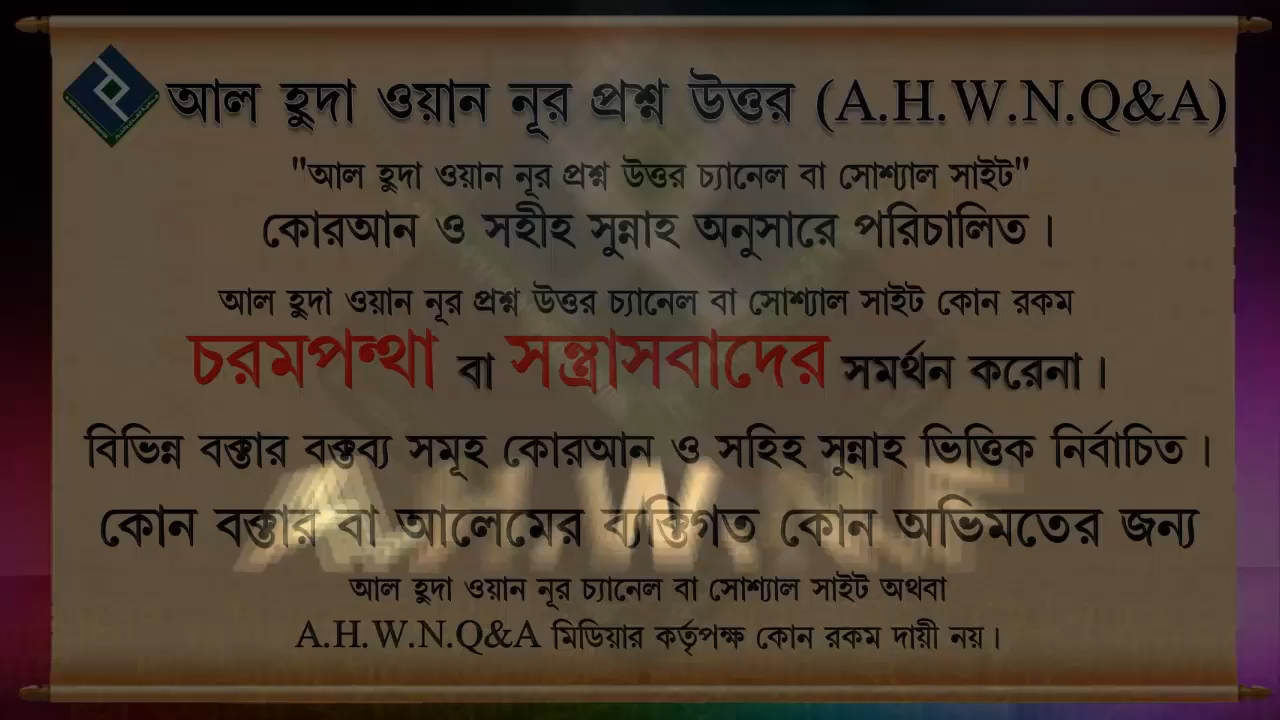 আল হুদা ওয়ান নূর প্রশ্ন উত্তর (A.H.W.N.Q&A)
"আল হুদা ওয়ান নূর প্রশ্ন উত্তর চ্যানেল বা সোশ্যাল সাইট"
কোরআন ও সহীহ সুন্নাহ অনুসারে পরিচালিত।
আল হুদা ওয়ান নূর প্রশ্ন উত্তর চ্যানেল বা সোশ্যাল সাইট কোন রকম
চরমপন্থা বা সন্ত্রাসবাদের সমর্থন করেনা।
বিভিন্ন বক্তার বক্তব্য সমূহ কোরআন ও সহিহ সুন্নাহ ভিত্তিক নির্বাচিত।
কোন বক্তার বা আলেমের ব্যক্তিগত কোন অভিমতের জন্য
আল হুদা ওয়ান নূর চ্যানেল বা সোশ্যাল সাইট অথবা
A.H.W.N.Q&A মিডিয়ার কর্তৃপক্ষ কোন রকম দায়ী নয়।